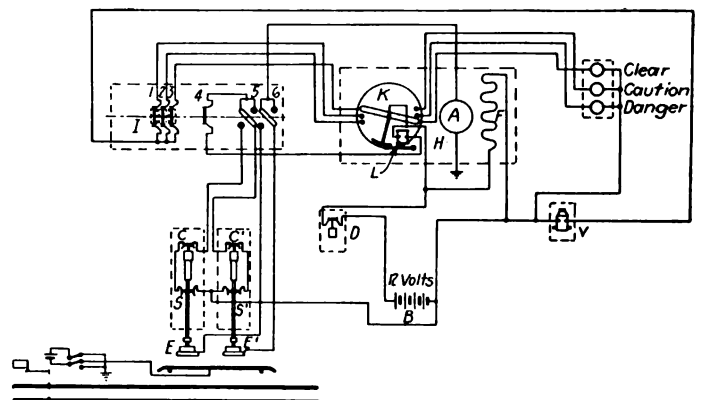 1 2 3 4 5 6
I
K
A
F
H
L
Clear
Caution
Danger
D
V
12 Volts
B
C C
S S
E E'